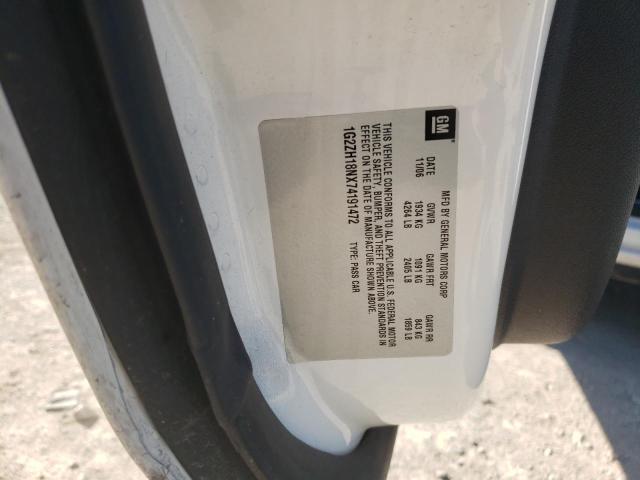 GM
MFD BY GENERAL MOTORS CORP
DATE GVWR GAWR FRT GAWR RR
11/06 1934 KG 1091 KG 843 KG
4264 LB 2405 LB 1859 LB
THIS VEHICLE CONFORMS TO ALL APPLICABLE U.S. FEDERAL MOTOR
VEHICLE SAFETY, BUMPER, AND THEFT PREVENTION STANDARDS IN
EFFECT ON THE DATE OF MANUFACTURE SHOWN ABOVE.
1G2ZH18NX74191472 TYPE: PASS CAR